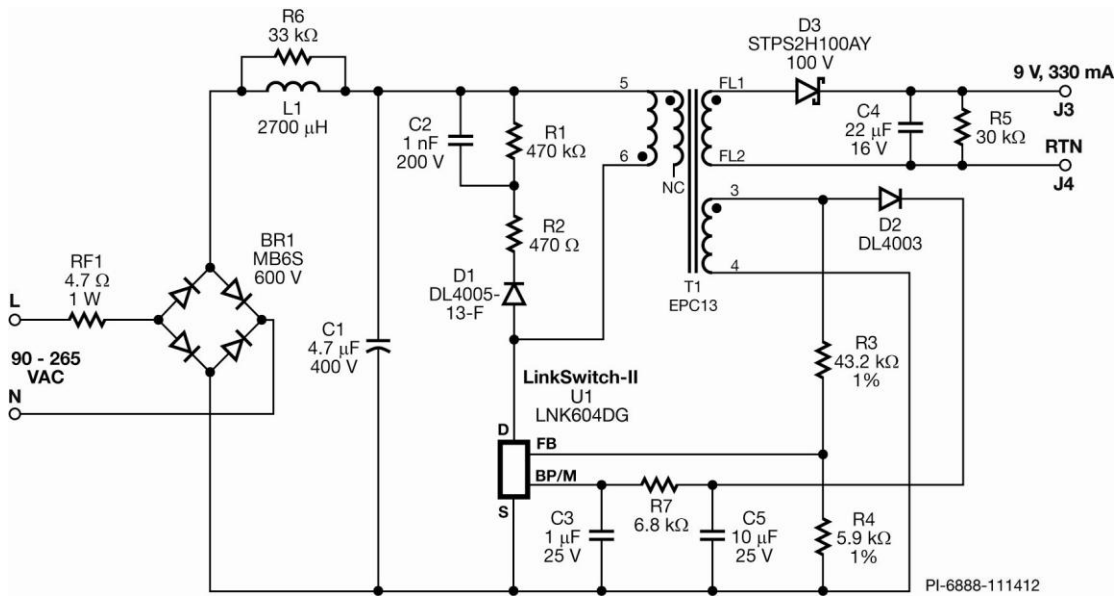 R6
33 kΩ
L1
2700 μH
C2
1 nF
200 V
R1
470 kΩ
R2
470 Ω
D1
DL4005-
13-F
5
6
NC
FL1
FL2
3
4
T1
EPC13
D3
STPS2H100AY
100 V
C4
22 μF
16 V
R5
30 kΩ
9 V, 330 mA
J3
RTN
J4
D2
DL4003
BR1
MB6S
600 V
RF1
4.7 Ω
1 W
L
90 - 265
VAC
N
C1
4.7 μF
400 V
LinkSwitch-II
U1
LNK604DG
D
FB
BP/M
S
R3
43.2 kΩ
1%
C3
1 μF
25 V
R7
6.8 kΩ
C5
10 μF
25 V
R4
5.9 kΩ
1%
PI-6888-111412